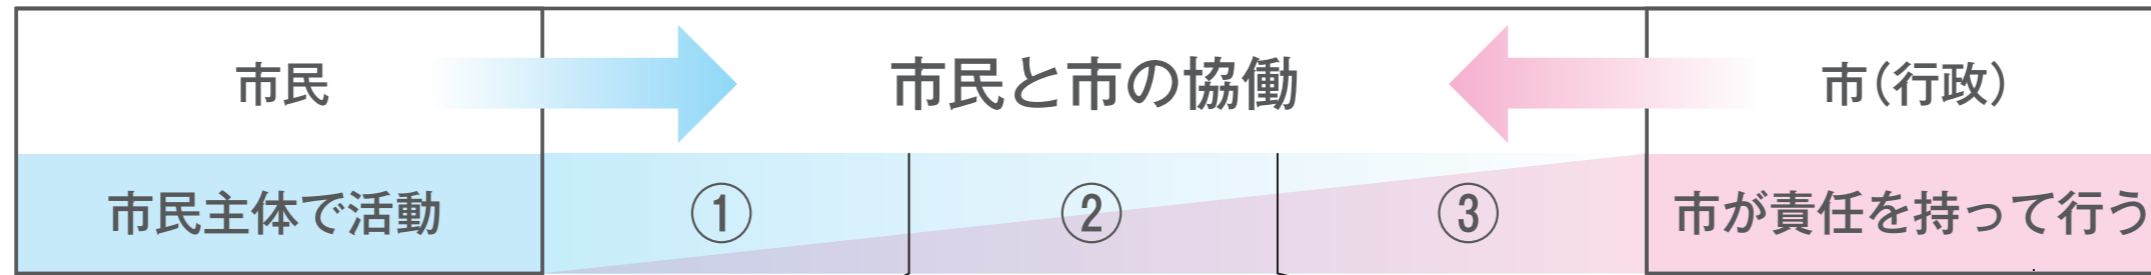 市民
市民と市の協働
市(行政)
市民主体で活動
①
②
③
市が責任を持って行う